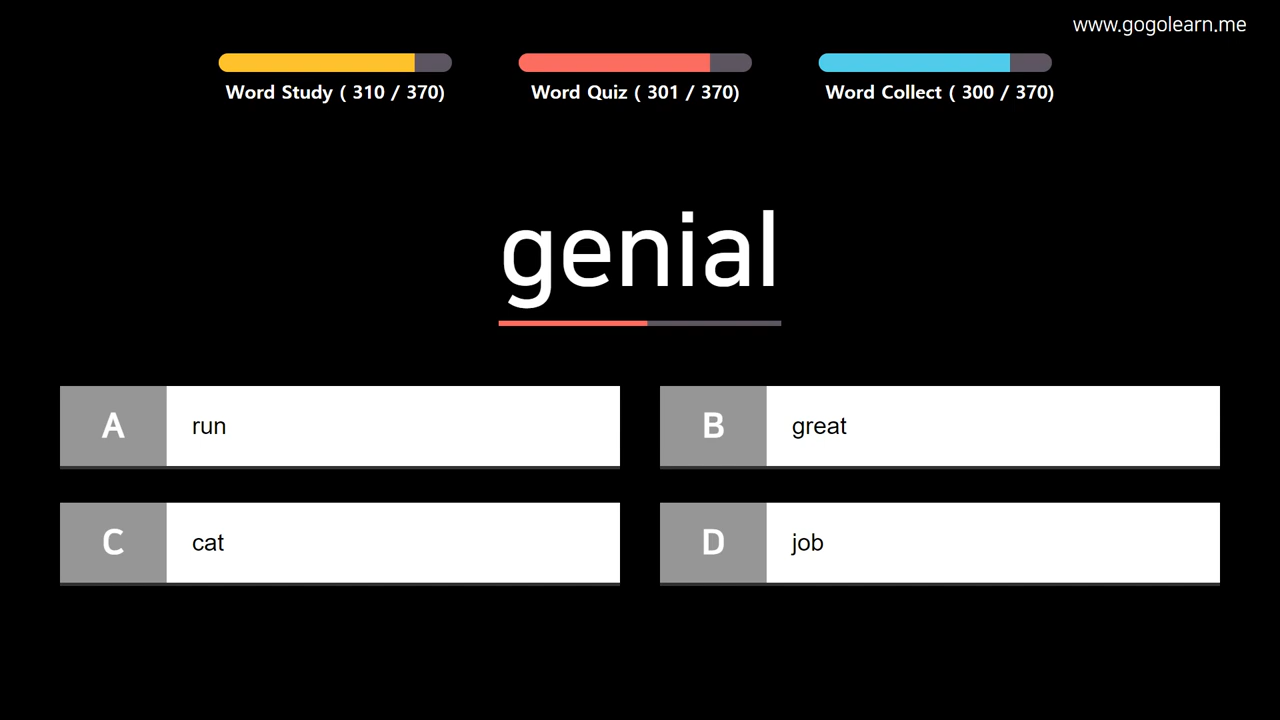 www.gogolearn.me
Word Study ( 310 / 370)
Word Quiz ( 301 / 370)
Word Collect ( 300 / 370)
genial
A run
B great
C cat
D job